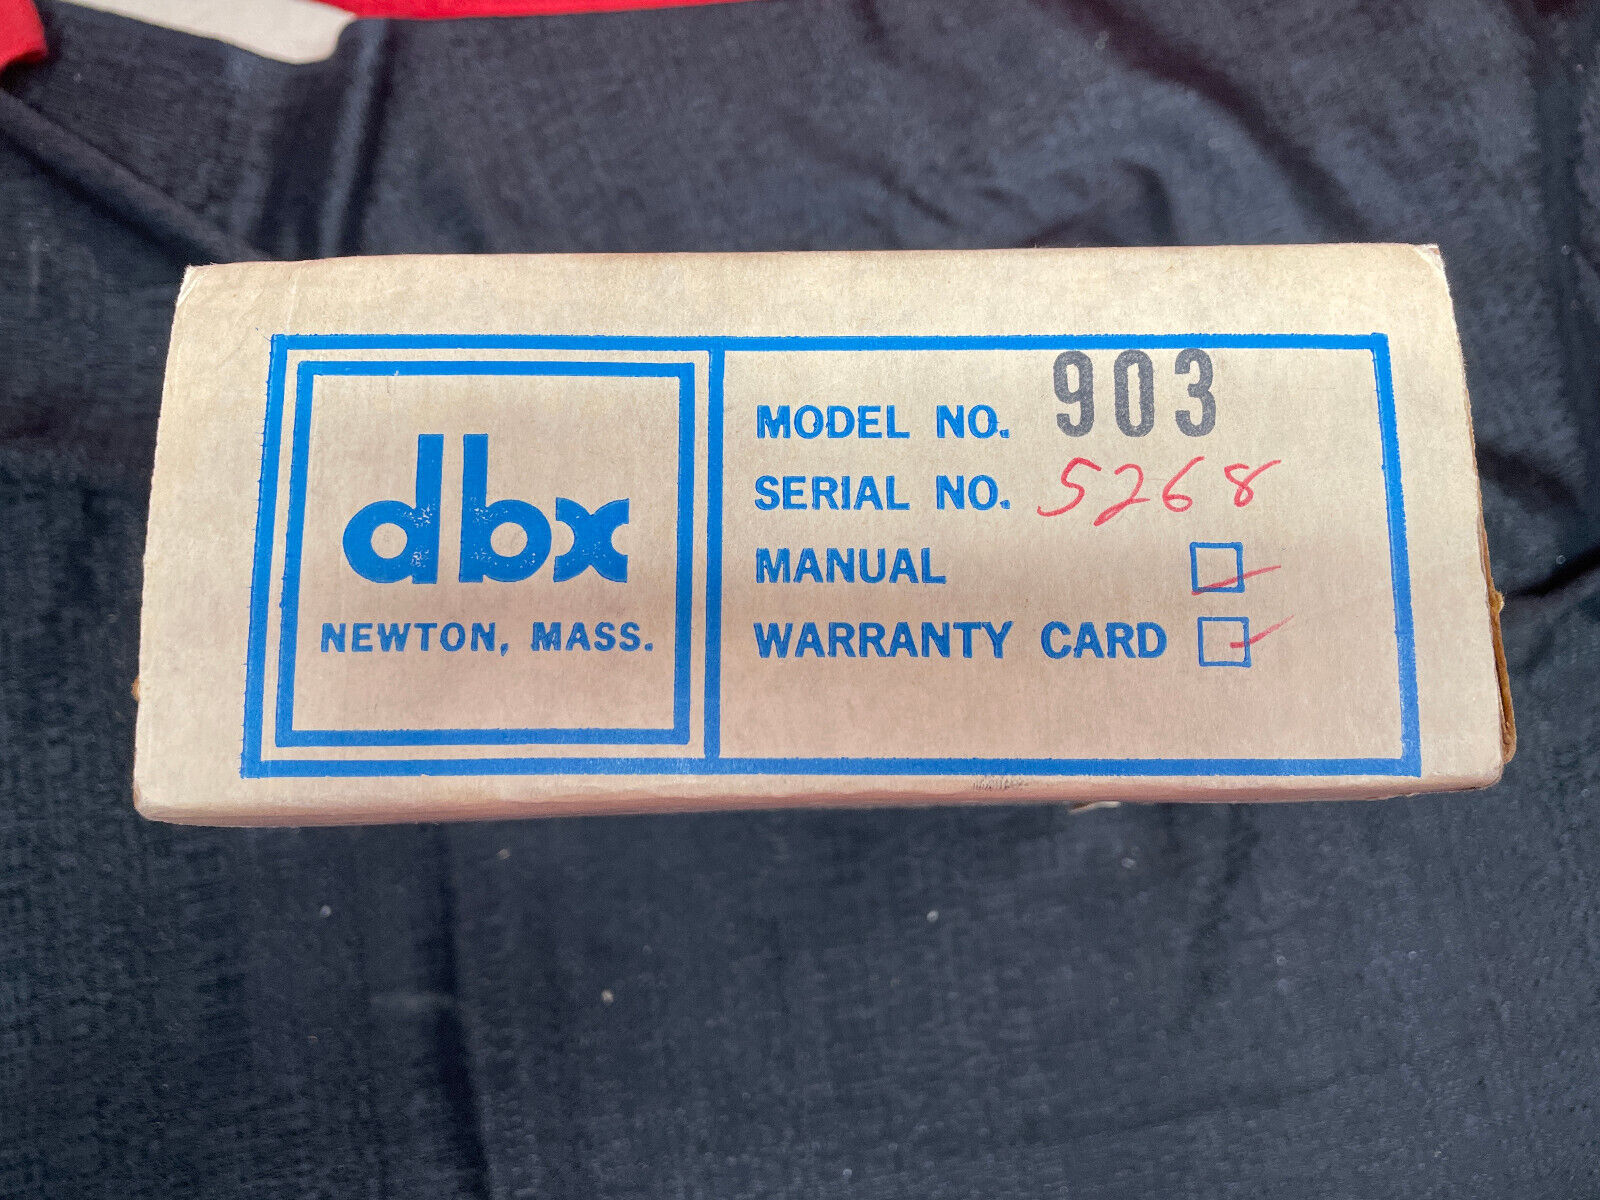 dbx
NEWTON, MASS.
MODEL NO. 903
SERIAL NO. 5268
MANUAL
WARRANTY CARD